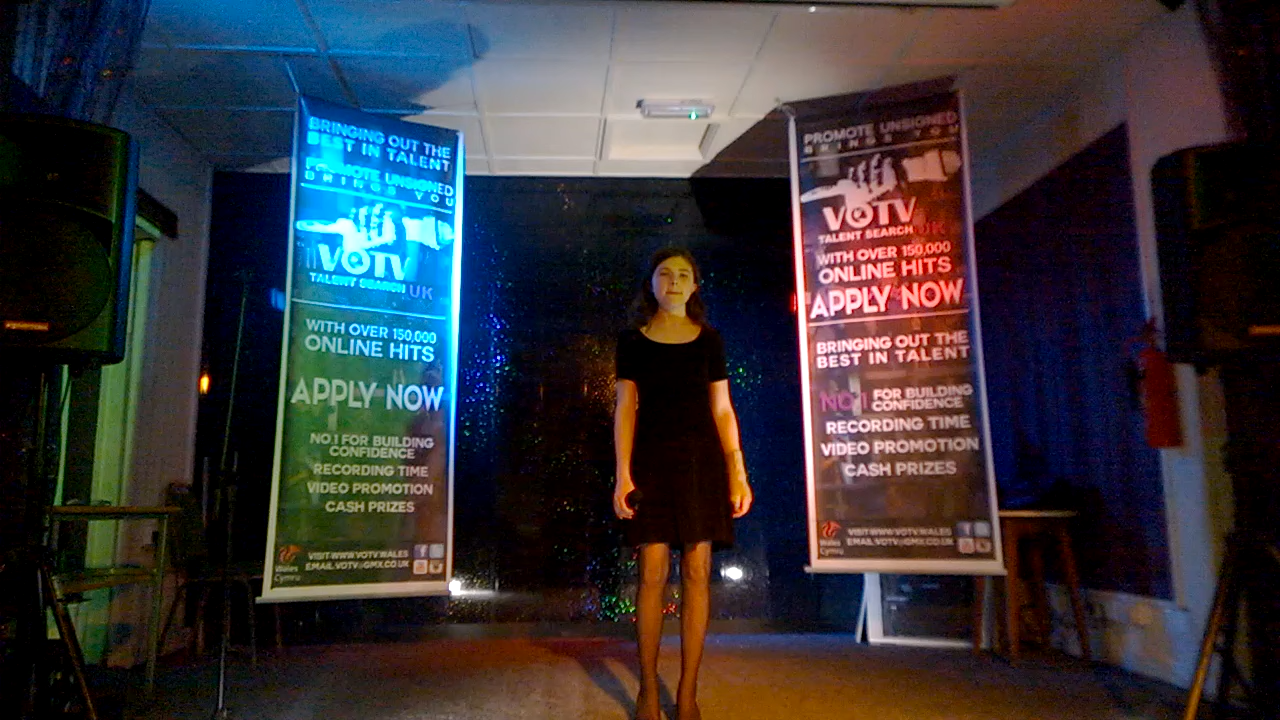 BRINGING OUT THE
BEST IN TALENT
PROMOTE UNSIGNED
BRINGS YOU
VOTV
TALENT SEARCH UK
WITH OVER 150,000
ONLINE HITS
APPLY NOW
NO.1 FOR BUILDING
CONFIDENCE
RECORDING TIME
VIDEO PROMOTION
CASH PRIZES
VISIT WWW.VOTV.WALES
EMAIL.VOTV@GMX.CO.UK
Wales
Cymru
PROMOTE UNSIGNED
BRINGS YOU
VOTV
TALENT SEARCH UK
WITH OVER 150,000
ONLINE HITS
APPLY NOW
BRINGING OUT THE
BEST IN TALENT
NO.1 FOR BUILDING
CONFIDENCE
RECORDING TIME
VIDEO PROMOTION
CASH PRIZES
VISIT WWW.VOTV.WALES
EMAIL.VOTV@GMX.CO.UK
Wales
Cymru